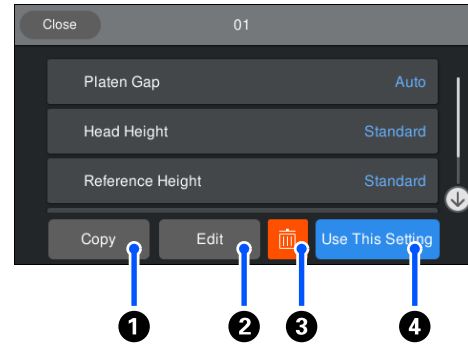 Close 01
Platen Gap Auto
Head Height Standard
Reference Height Standard
Copy Edit Use This Setting
1 2 3 4